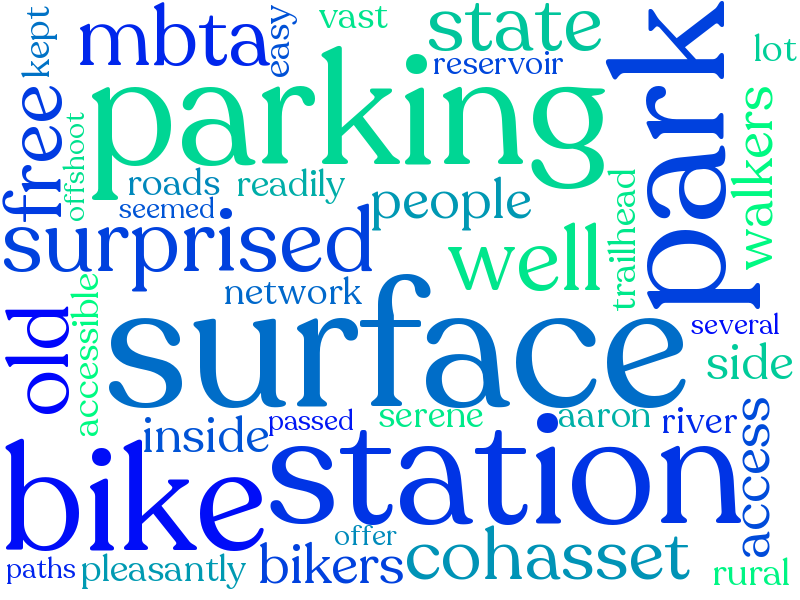 kept
mbta
easy
vast
state
reservoir
park
lot
free
offshoot
parking
walkers
roads
readily
seemed
people
trailhead
surprised
well
network
old
accessible
surface
several
side
inside
passed
serene
aaron
river
access
bike
station
offer
paths
pleasantly
bikers
cohasset
rural